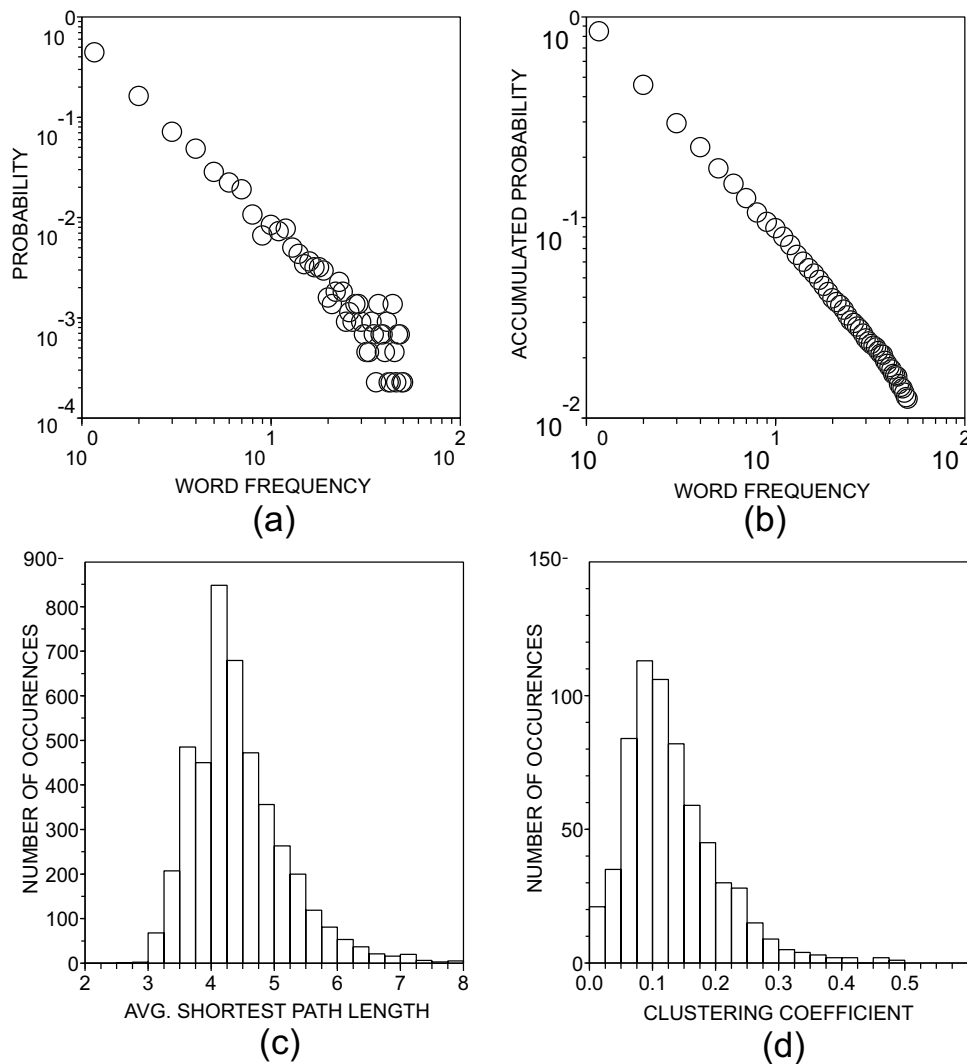 10 0
10 -1
10 -2
10 -3
10 -4
PROBABILITY
10 0
10 1
10 2
WORD FREQUENCY
(a)
10 0
10 -1
10 -2
ACCUMULATED PROBABILITY
10 0
10 1
10 2
WORD FREQUENCY
(b)
900
800
700
600
500
400
300
200
100
0
NUMBER OF OCCURENCES
2 3 4 5 6 7 8
AVG. SHORTEST PATH LENGTH
(c)
150
100
50
0
NUMBER OF OCCURENCES
0.0 0.1 0.2 0.3 0.4 0.5
CLUSTERING COEFFICIENT
(d)